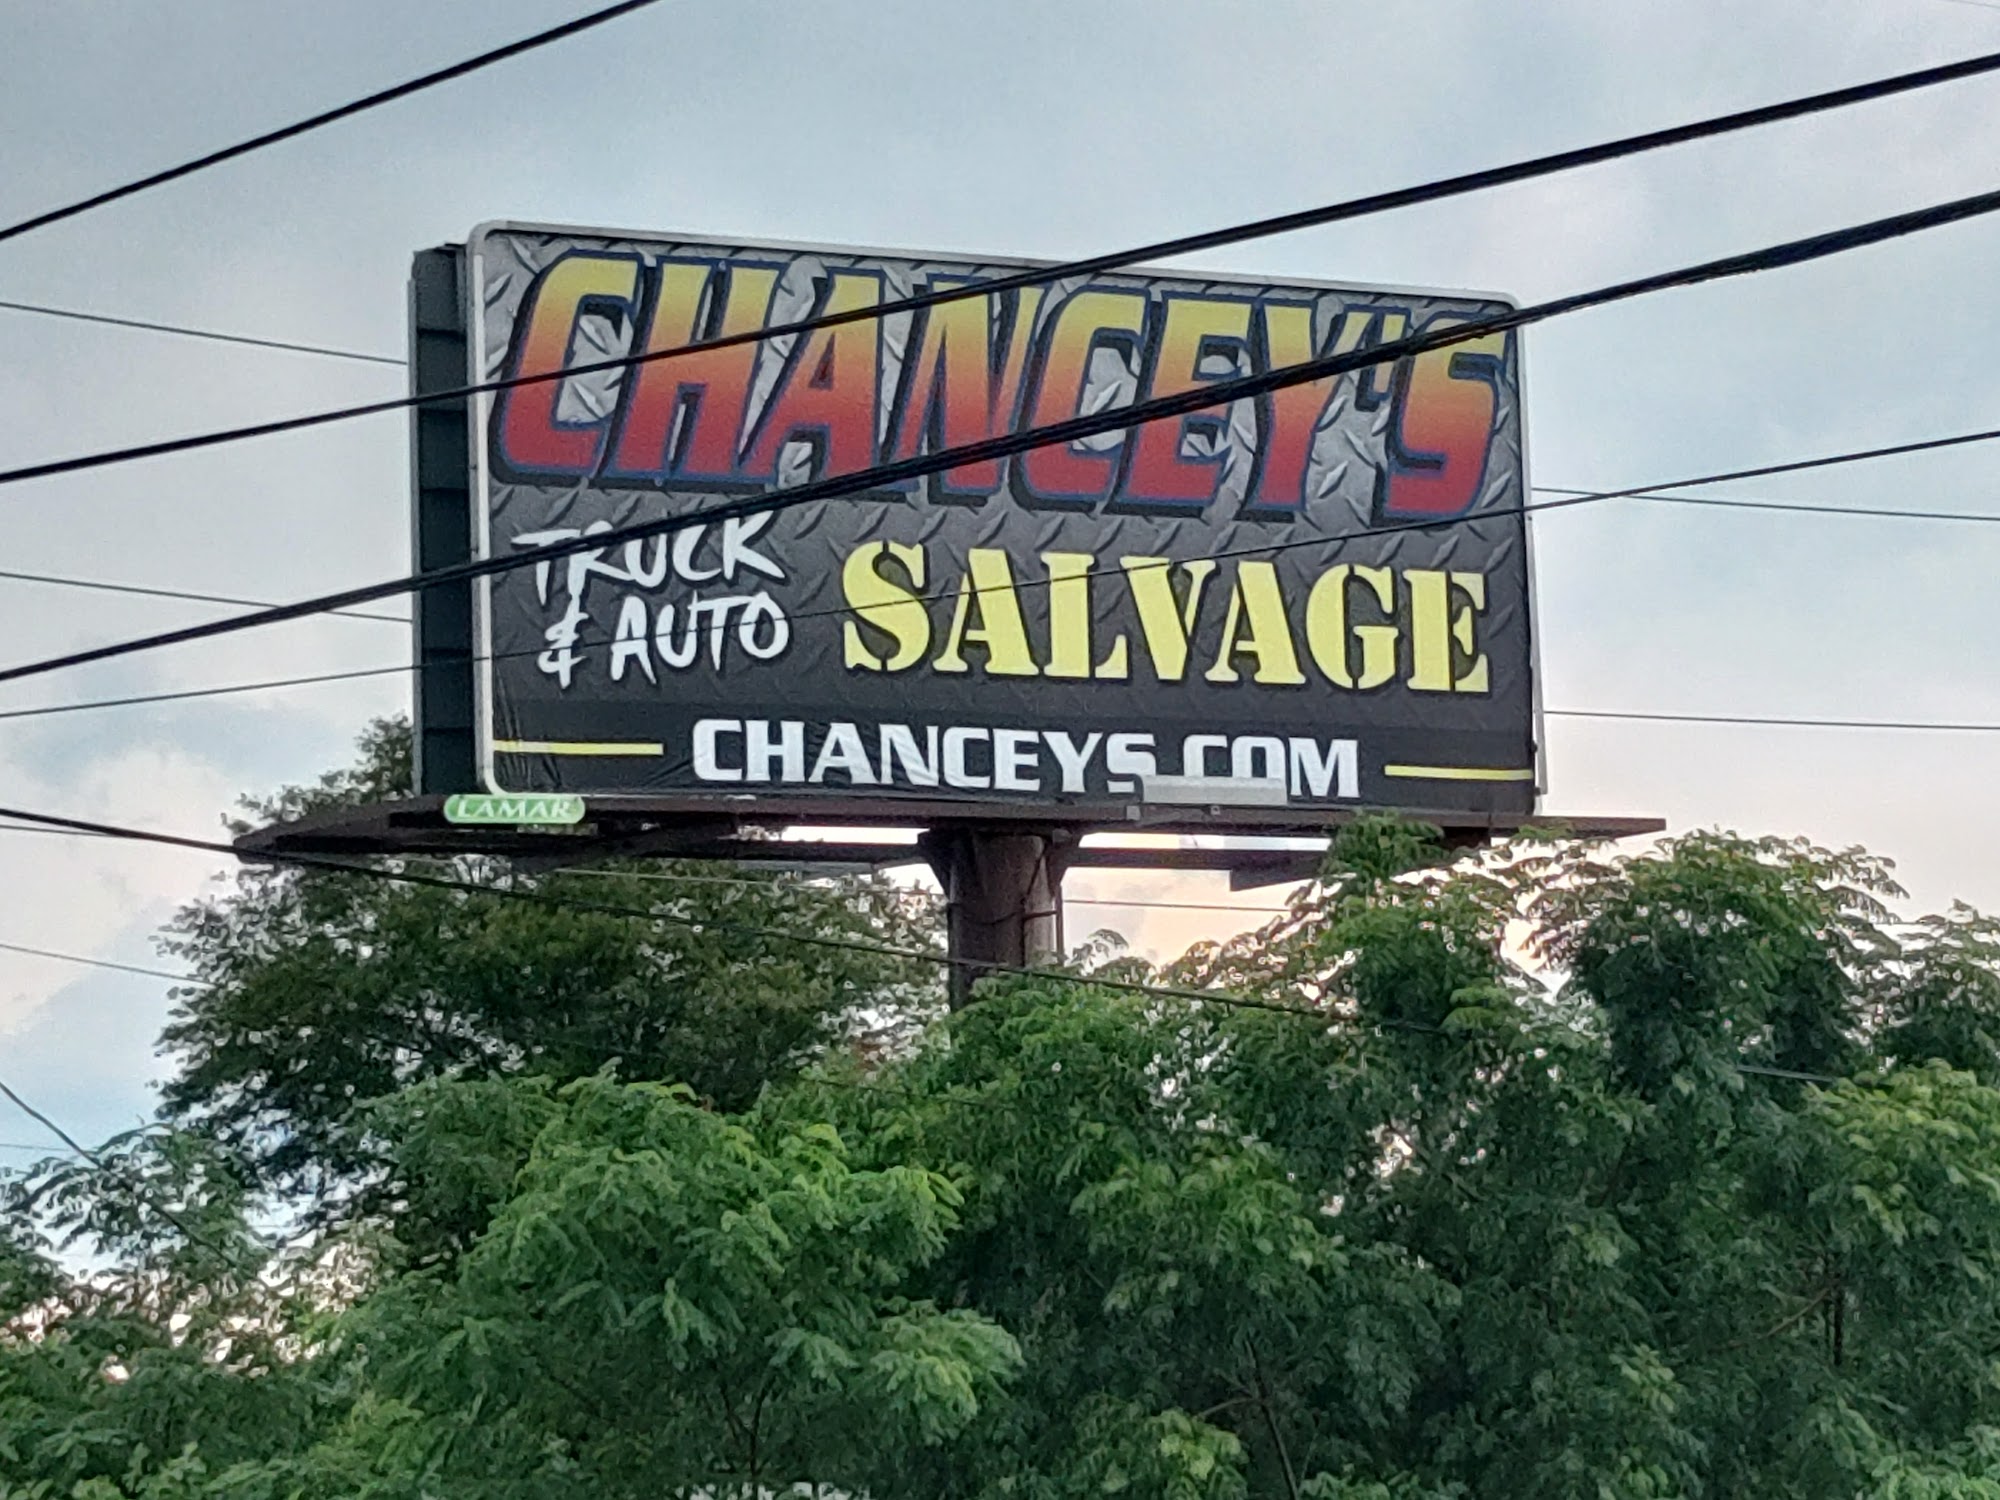 CHANCEY'S
TRUCK
& AUTO
SALVAGE
CHANCEYS.COM
LAMAR